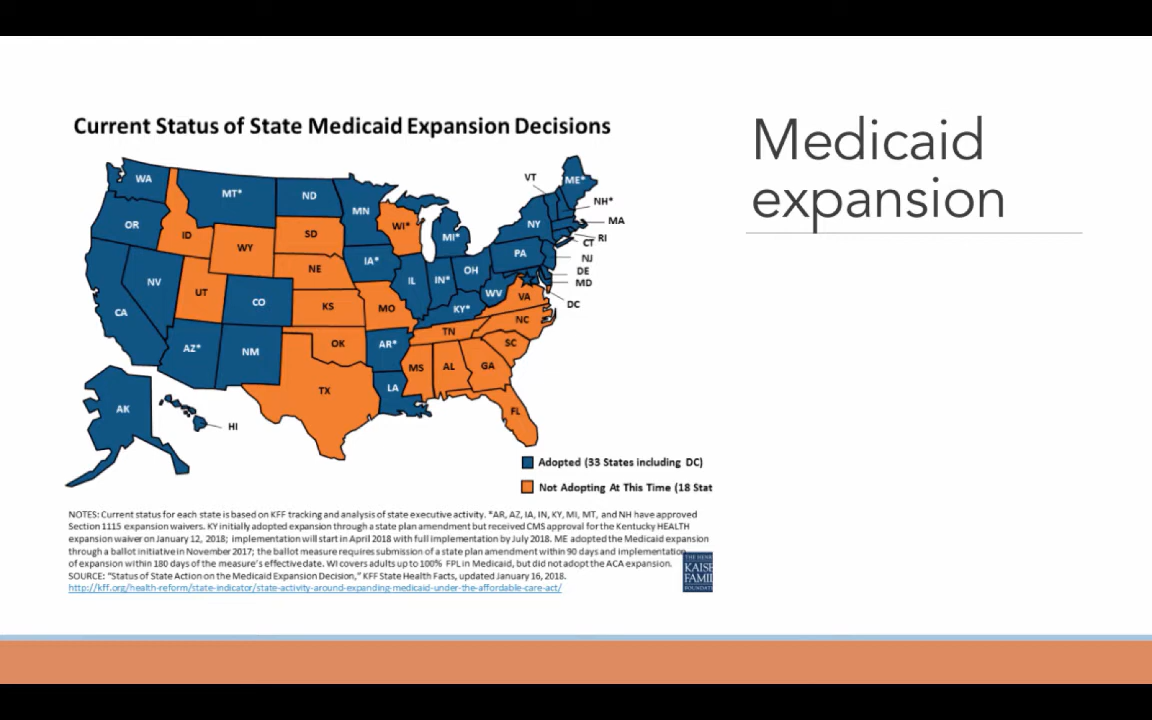 Current Status of State Medicaid Expansion Decisions
Medicaid
expansion
WA
MT*
ND
MN
VT
ME*
NH*
OR
ID
SD
WI*
MI*
NY
MA
RI
CT
WY
IA*
PA
NJ
NE
DE
NV
UT
IL
IN*
OH
MD
CO
WV
VA
DC
CA
KS
MO
KY*
NC
TN
AZ*
NM
OK
AR*
SC
MS
AL
GA
TX
LA
AK
HI
FL
Adopted (33 States including DC)
Not Adopting At This Time (18 Stat
NOTES: Current status for each state is based on KFF tracking and analysis of state executive activity. *AR, AZ, IA, IN, KY, MI, MT, and NH have approved
Section 1115 expansion waivers. KY initially adopted expansion through a state plan amendment but received CMS approval for the Kentucky HEALTH
expansion waiver on January 12, 2018; implementation will start in April 2018 with full implementation by July 2018. ME adopted the Medicaid expansion
through a ballot initiative in November 2017; the ballot measure requires submission of a state plan amendment within 90 days and implementation
of expansion within 180 days of the measure's effective date. WI covers adults up to 100% FPL in Medicaid, but did not adopt the ACA expansion.
SOURCE: "Status of State Action on the Medicaid Expansion Decision," KFF State Health Facts, updated January 16, 2018.
http://kff.org/health-reform/state-indicator/state-activity-around-expanding-medicaid-under-the-affordable-care-act/
KAISE
FAMIL